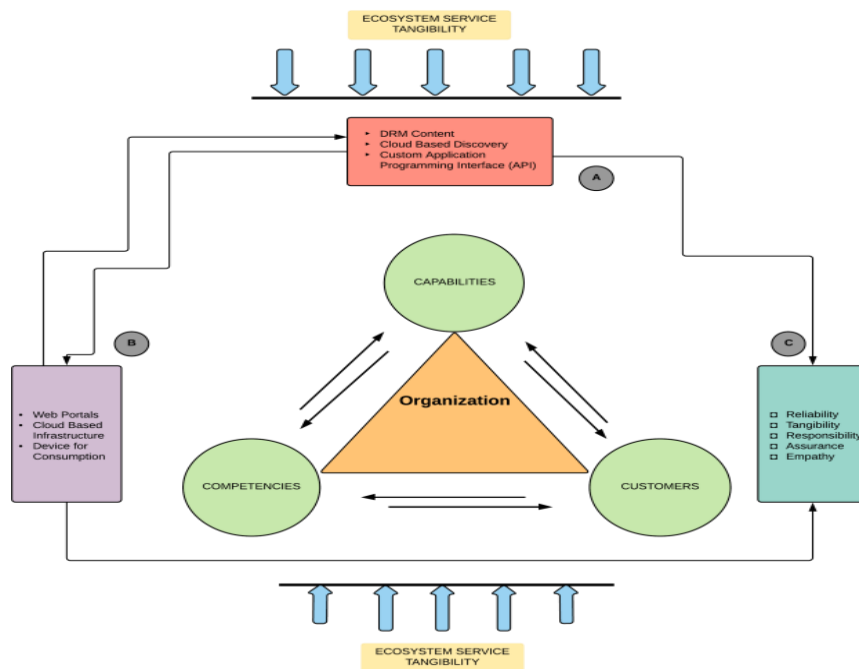 ECOSYSTEM SERVICE
TANGIBILITY
DRM Content
Cloud Based Discovery
Custom Application
Programming Interface (API)
A
CAPABILITIES
B
C
Organization
Web Portals
Cloud Based
Infrastructure
Device for
Consumption
Reliability
Tangibility
Responsibility
Assurance
Empathy
COMPETENCIES
CUSTOMERS
ECOSYSTEM SERVICE
TANGIBILITY